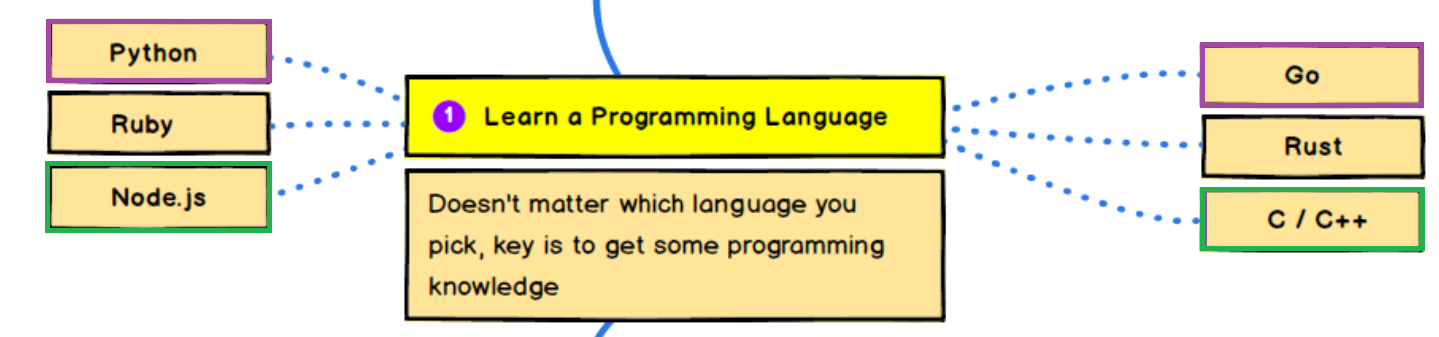 Python
Ruby
Node.js
1 Learn a Programming Language
Doesn't matter which language you
pick, key is to get some programming
knowledge
Go
Rust
C / C++